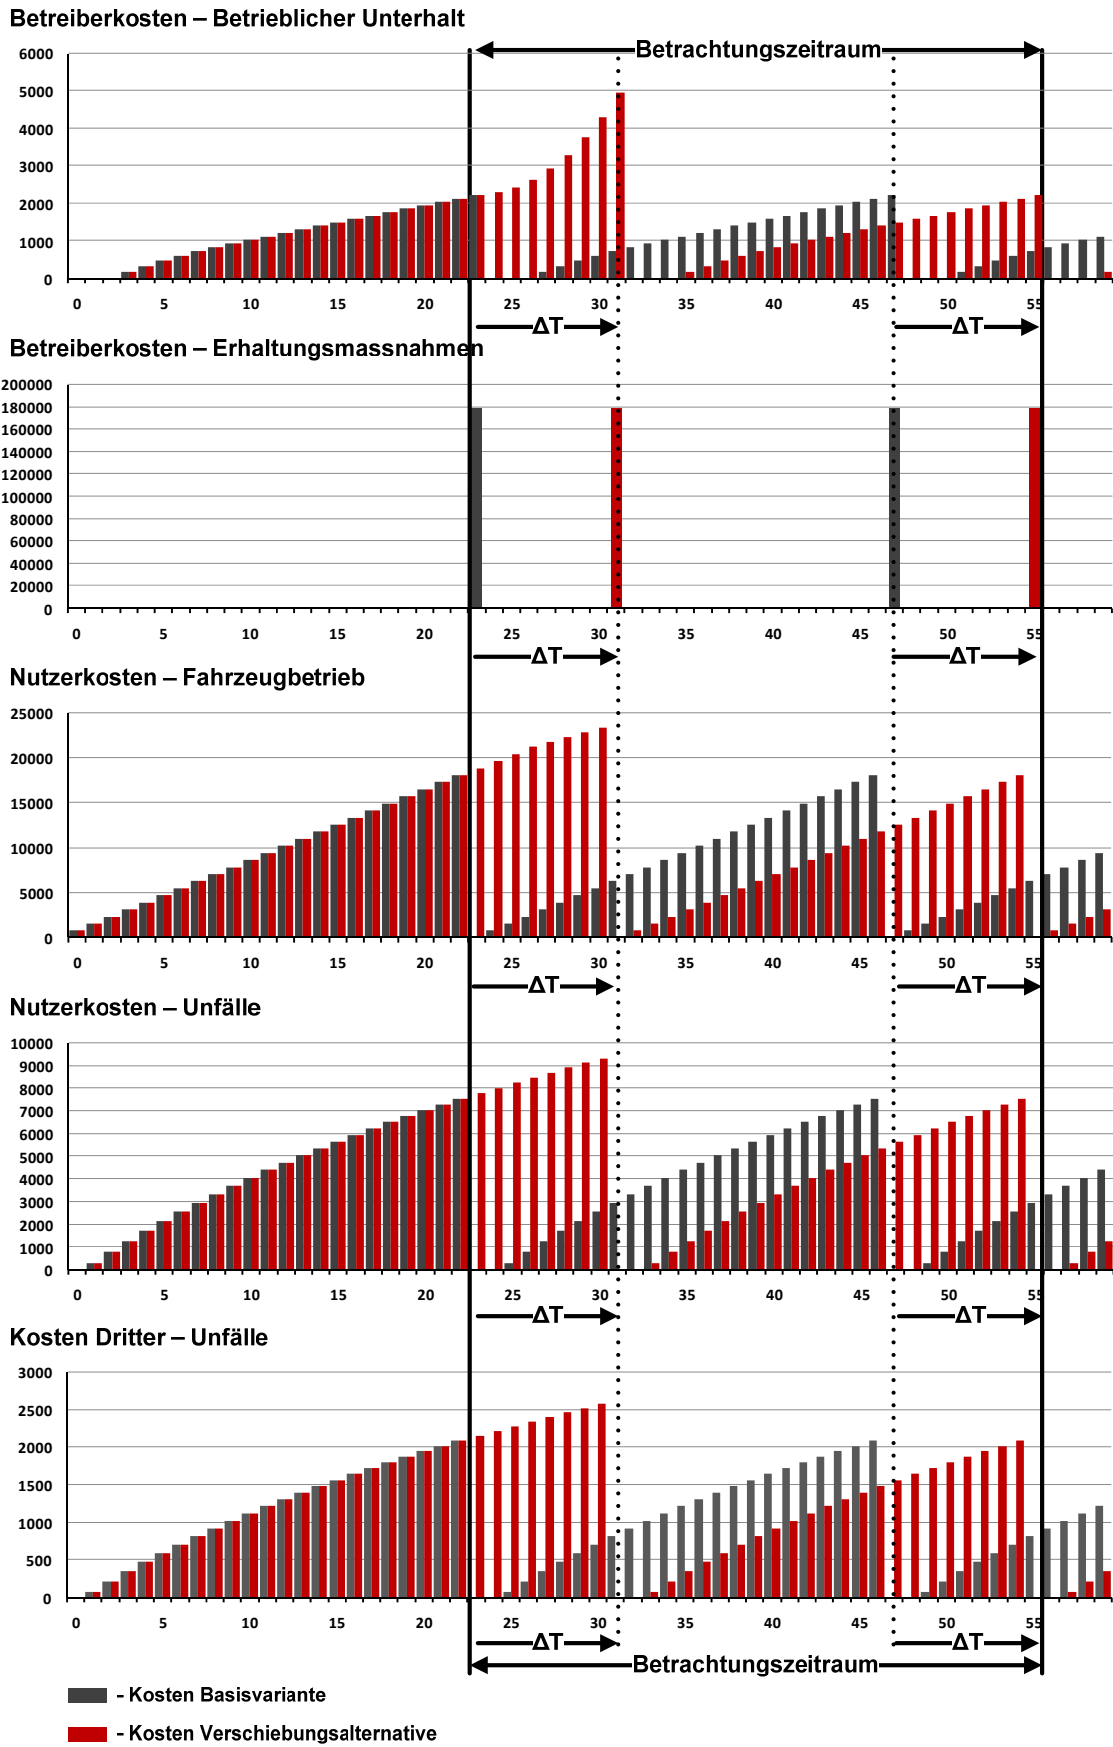 Betreiberkosten – Betrieblicher Unterhalt
6000
Betrachtungszeitraum
5000
4000
3000
2000
1000
0
0 5 10 15 20 25 30 35 40 45 50 55
ΔT ΔT
Betreiberkosten – Erhaltungsmassnahmen
200000
180000
160000
140000
120000
100000
80000
60000
40000
20000
0
0 5 10 15 20 25 30 35 40 45 50 55
ΔT ΔT
Nutzerkosten – Fahrzeugbetrieb
25000
20000
15000
10000
5000
0
0 5 10 15 20 25 30 35 40 45 50 55
ΔT ΔT
Nutzerkosten – Unfälle
10000
9000
8000
7000
6000
5000
4000
3000
2000
1000
0
0 5 10 15 20 25 30 35 40 45 50 55
ΔT ΔT
Kosten Dritter – Unfälle
3000
2500
2000
1500
1000
500
0
0 5 10 15 20 25 30 35 40 45 50 55
ΔT ΔT
Betrachtungszeitraum
- Kosten Basisvariante
- Kosten Verschiebungsalternative